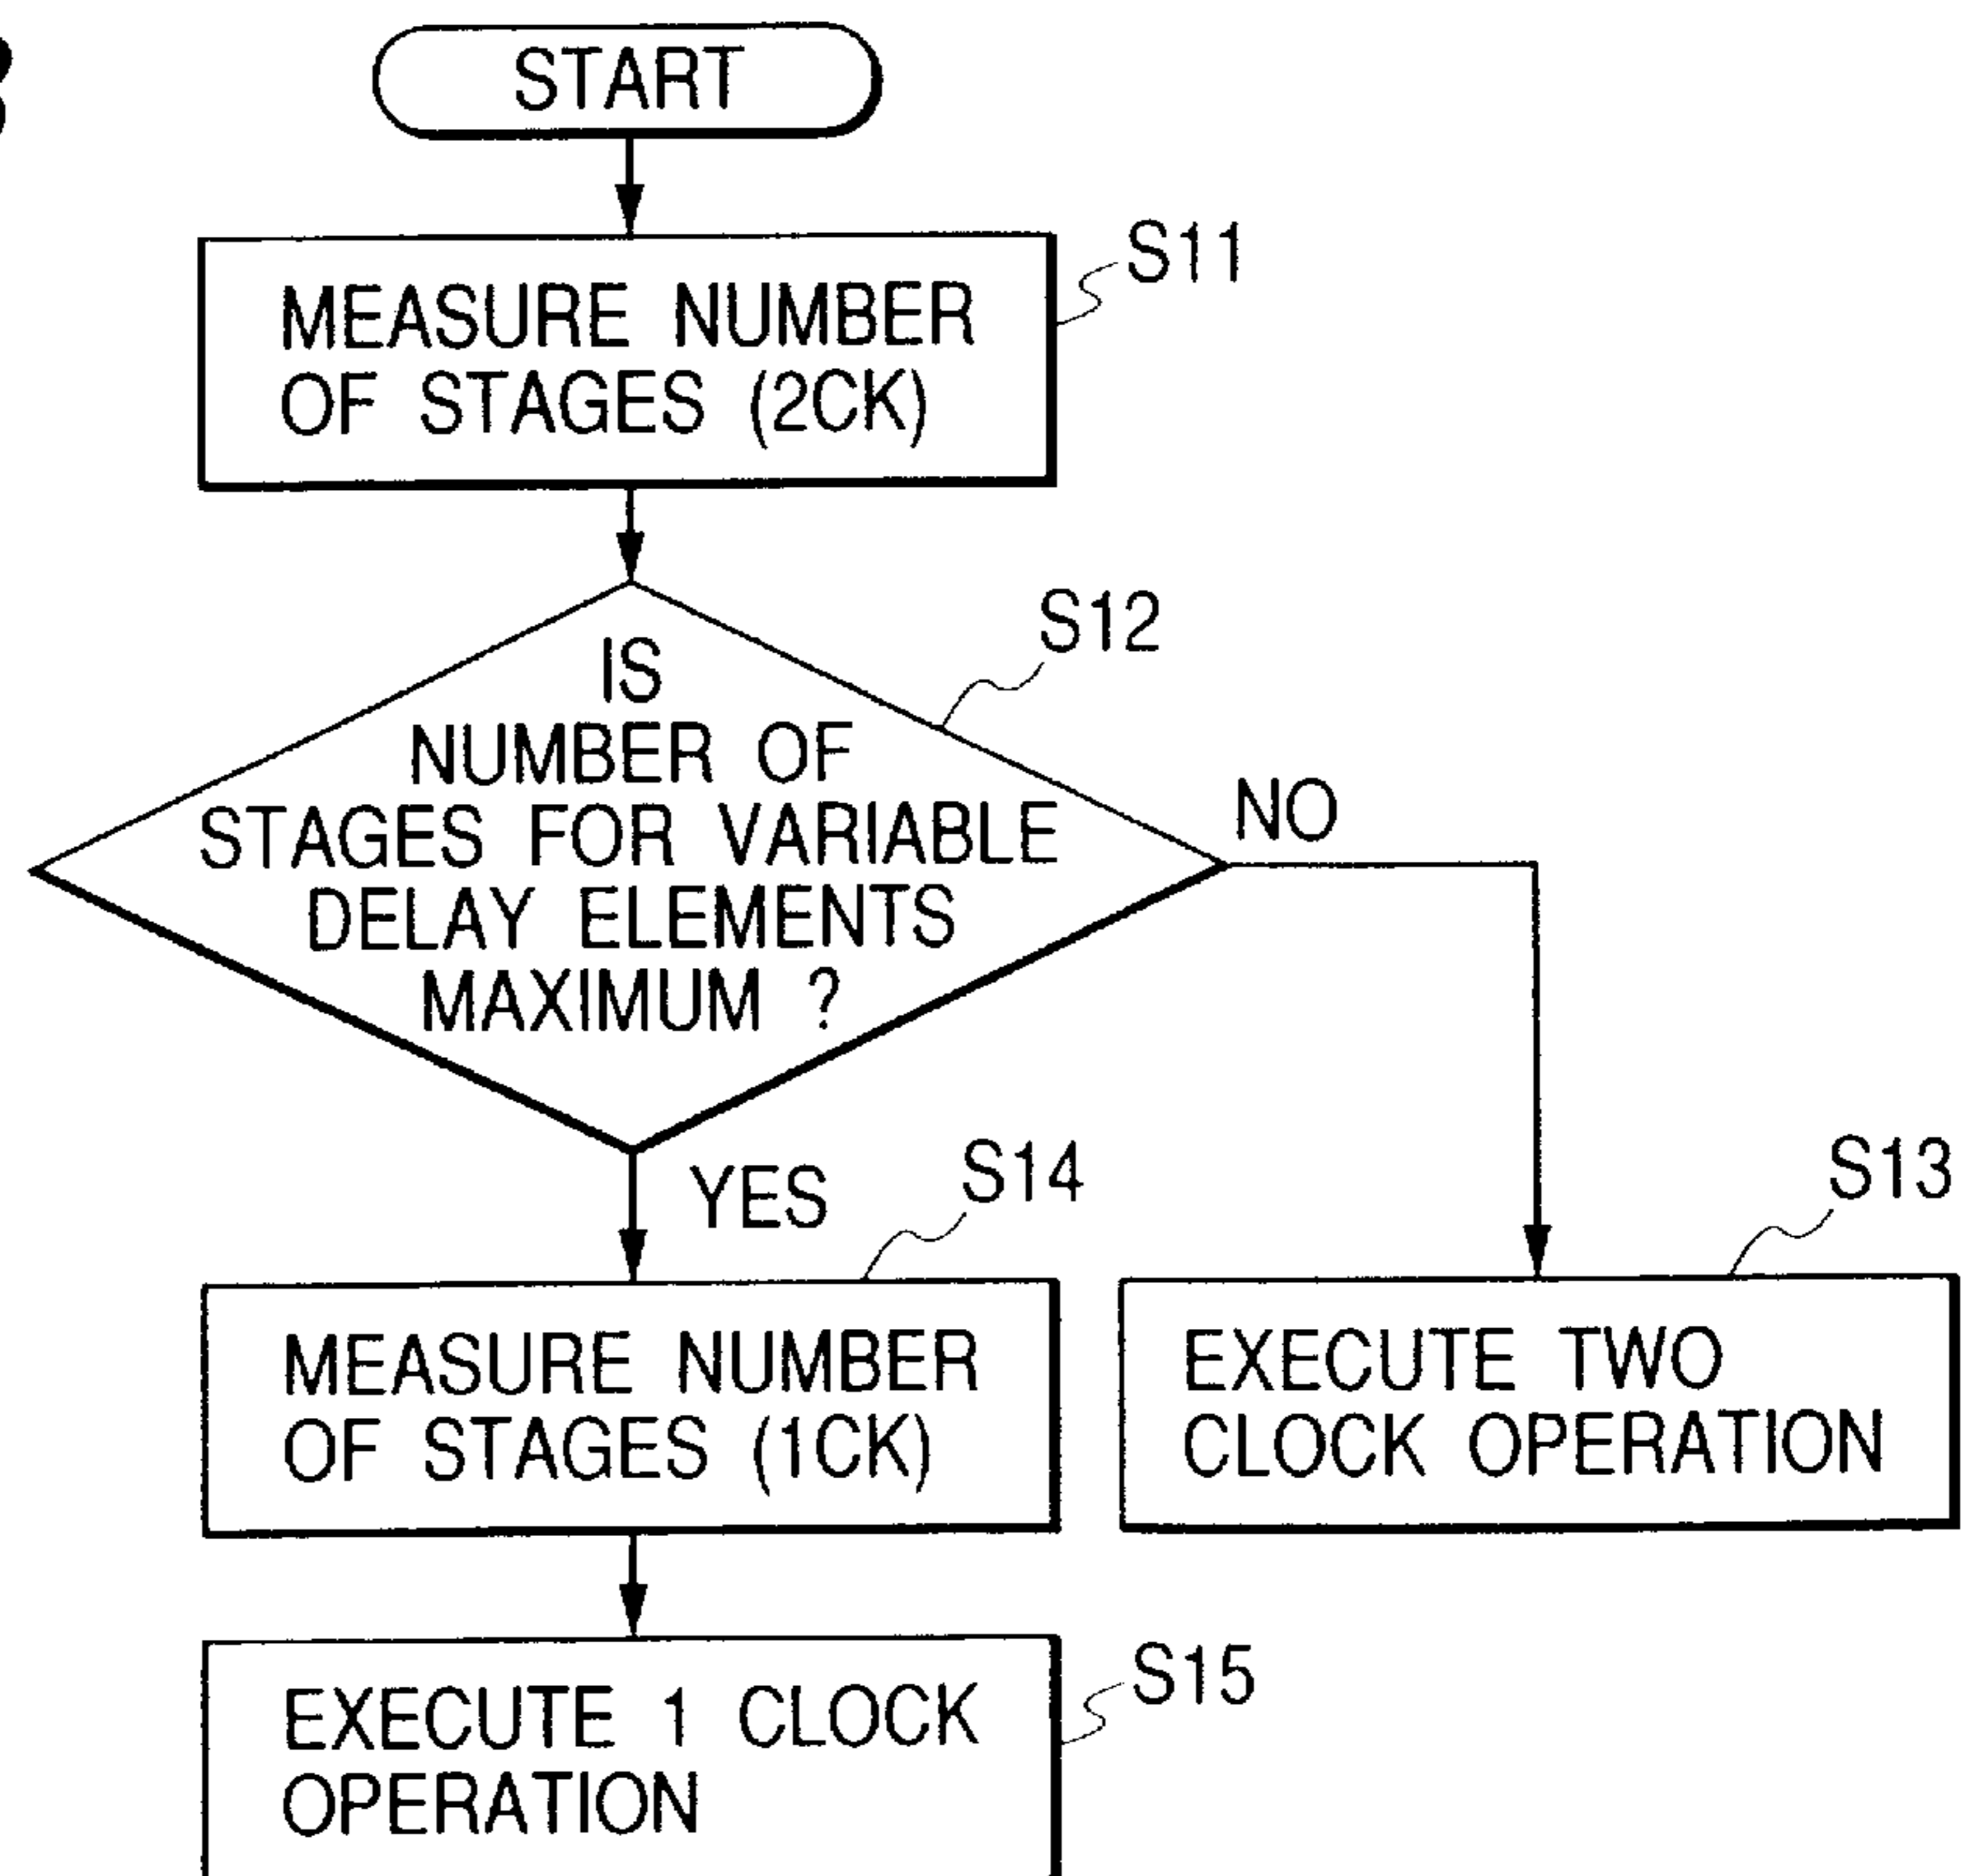 START
S11
MEASURE NUMBER
OF STAGES (2CK)
S12
IS
NUMBER OF
STAGES FOR VARIABLE
DELAY ELEMENTS
MAXIMUM ?
NO
YES
S14
S13
MEASURE NUMBER
OF STAGES (1CK)
EXECUTE TWO
CLOCK OPERATION
S15
EXECUTE 1 CLOCK
OPERATION